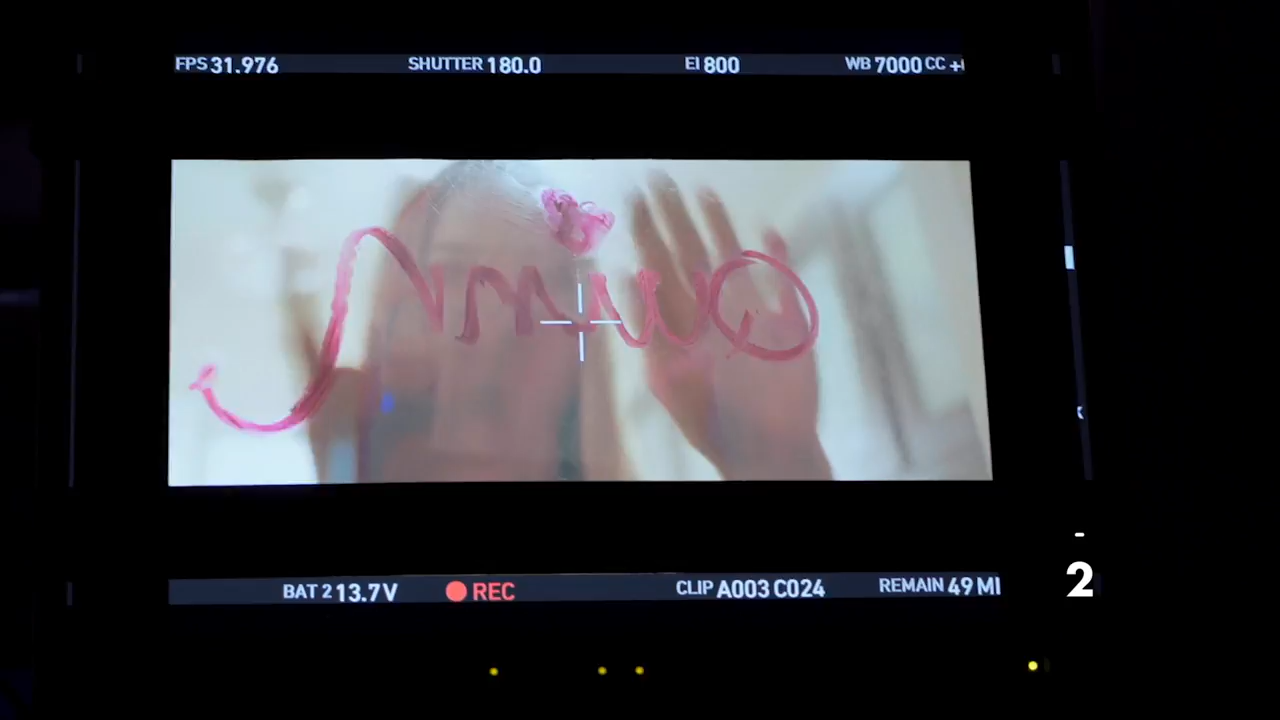 FPS 31.976 SHUTTER 180.0 EI 800 WB 7000 CC +
BAT 2 13.7V REC CLIP A003 C024 REMAIN 49 MI
2